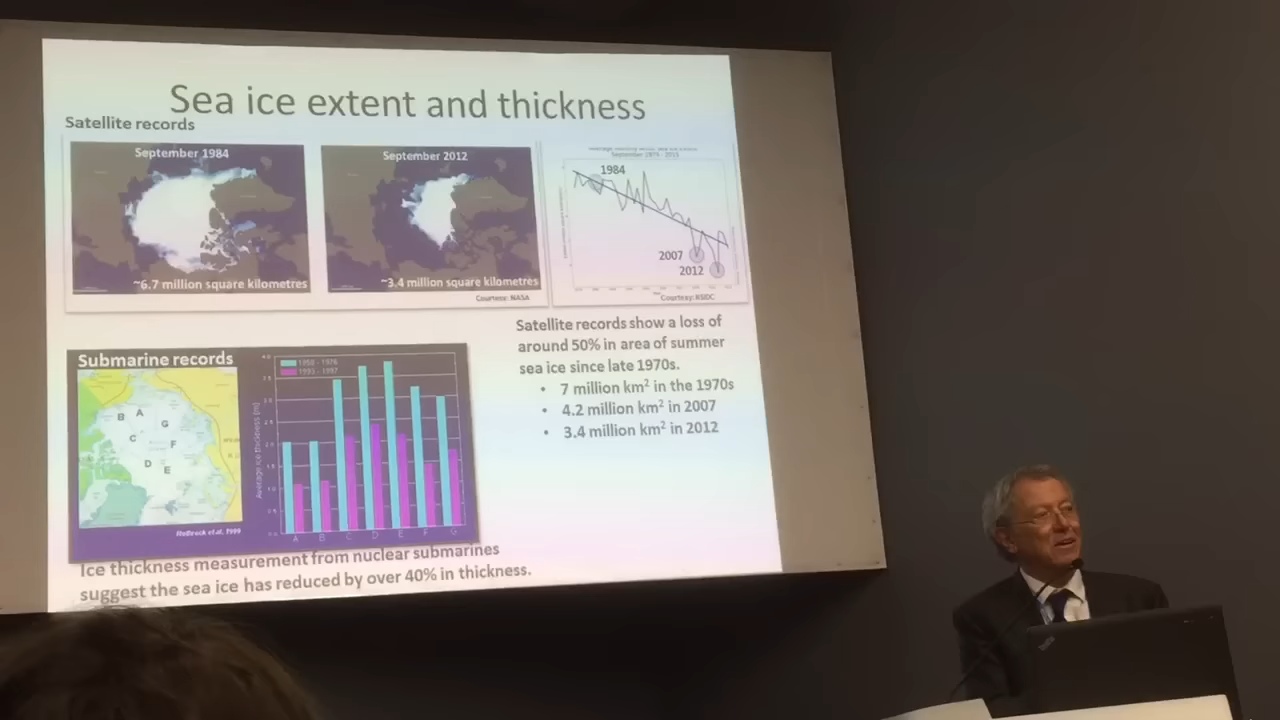 Sea ice extent and thickness
Satellite records
September 1984
~6.7 million square kilometres
September 2012
~3.4 million square kilometres
Courtesy: NASA
1984
2007
2012
Courtesy: NSIDC
Satellite records show a loss of
around 50% in area of summer
sea ice since late 1970s.
• 7 million km² in the 1970s
• 4.2 million km² in 2007
• 3.4 million km² in 2012
Submarine records
B A
G
C
F
D
E
1993 - 1997
Average ice thickness (m)
A B C D E F G
Ice thickness measurement from nuclear submarines
suggest the sea ice has reduced by over 40% in thickness.